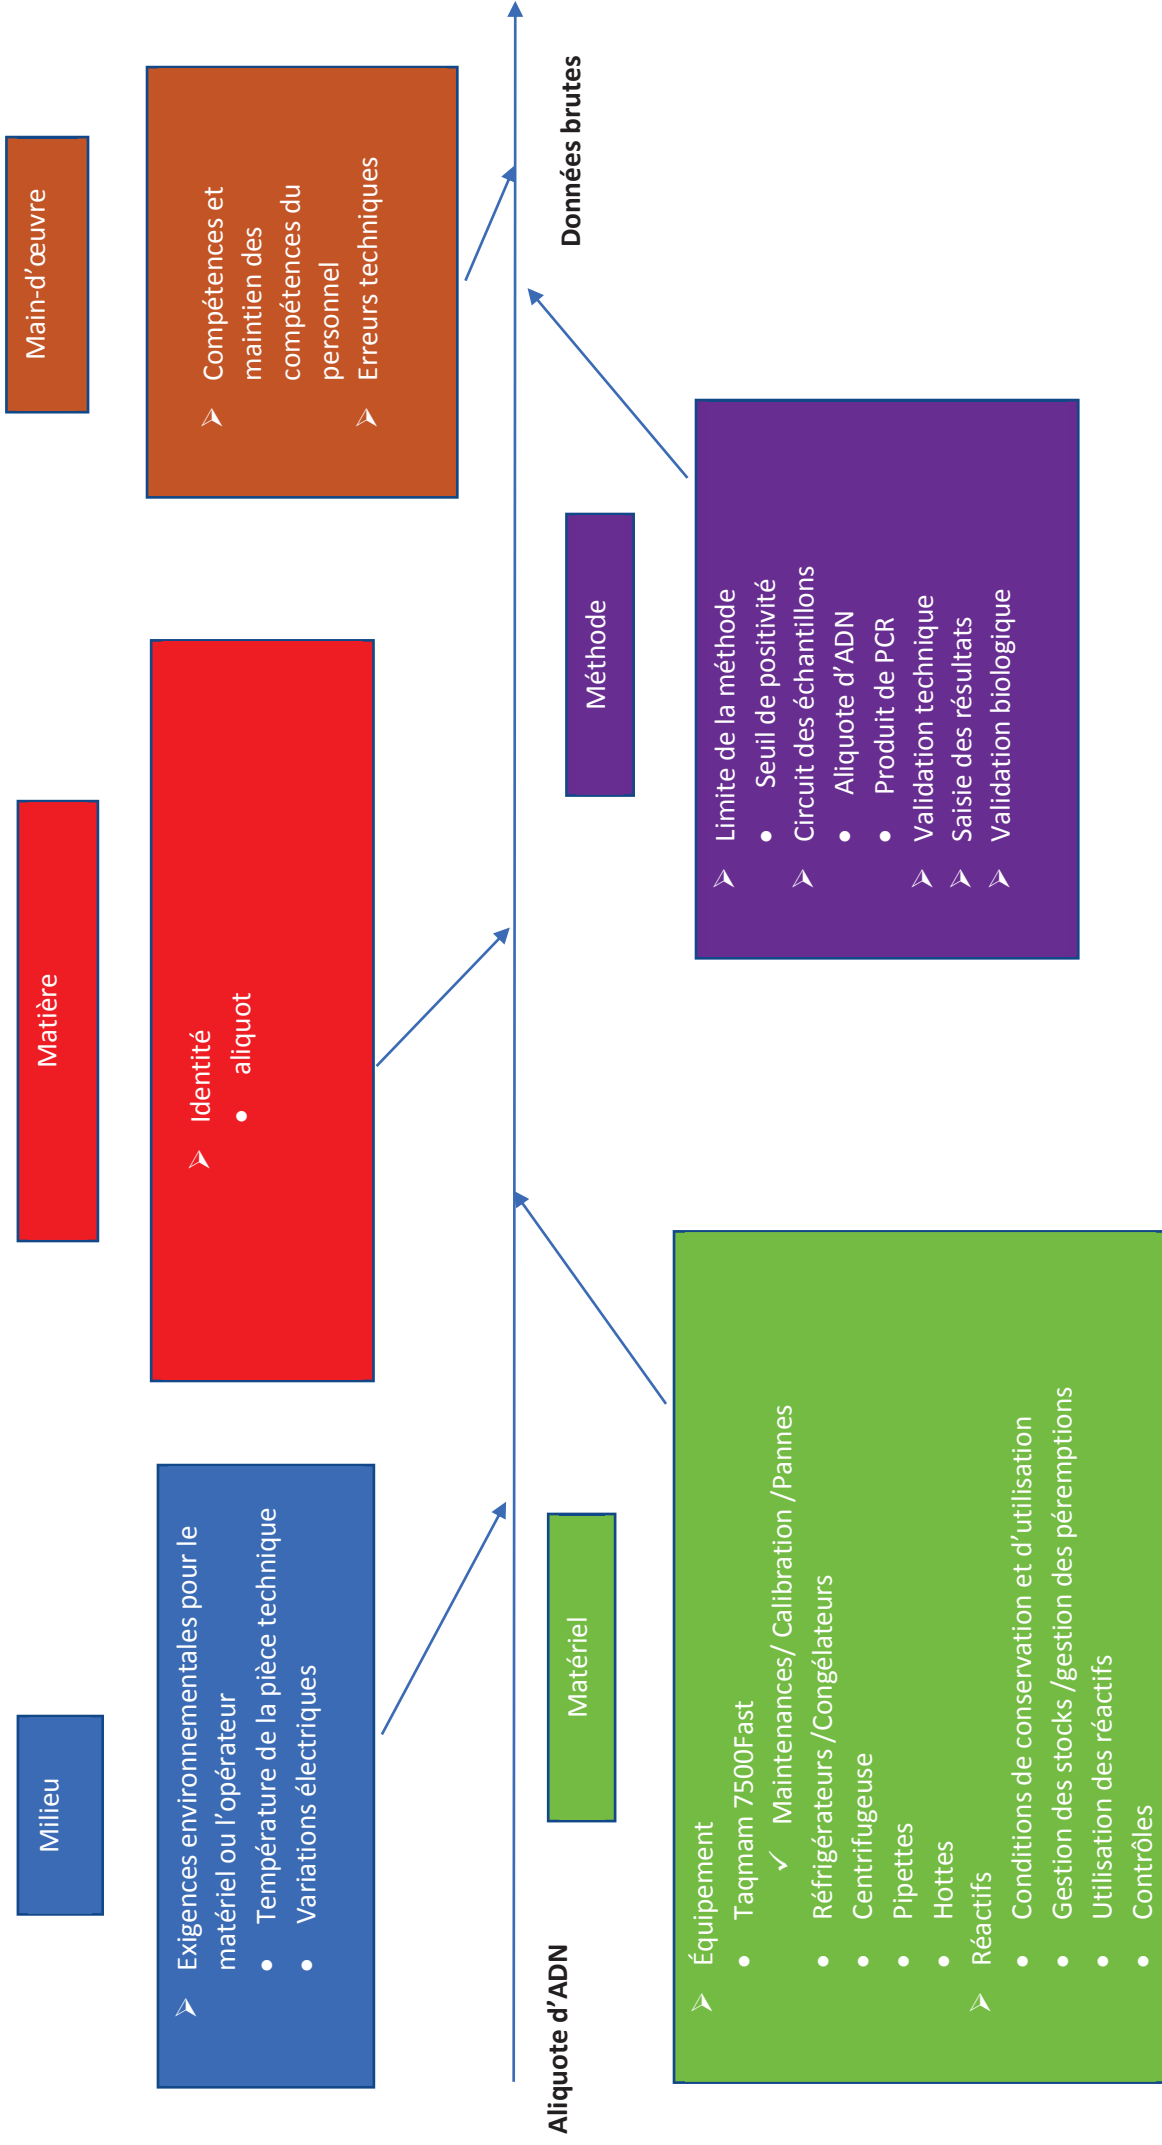 Milieu
➢ Exigences environnementales pour le
matériel ou l'opérateur
● Température de la pièce technique
● Variations électriques
Matière
➢ Identité
● aliquot
Main-d'œuvre
➢ Compétences et
maintien des
compétences du
personnel
➢ Erreurs techniques
Aliquote d'ADN
Données brutes
Matériel
➢ Équipement
● Taqmam 7500Fast
✓ Maintenances/ Calibration /Pannes
● Réfrigérateurs /Congélateurs
● Centrifugeuse
● Pipettes
● Hottes
➢ Réactifs
● Conditions de conservation et d'utilisation
● Gestion des stocks /gestion des péremptions
● Utilisation des réactifs
● Contrôles
Méthode
➢ Limite de la méthode
● Seuil de positivité
➢ Circuit des échantillons
● Aliquote d'ADN
● Produit de PCR
➢ Validation technique
➢ Saisie des résultats
➢ Validation biologique